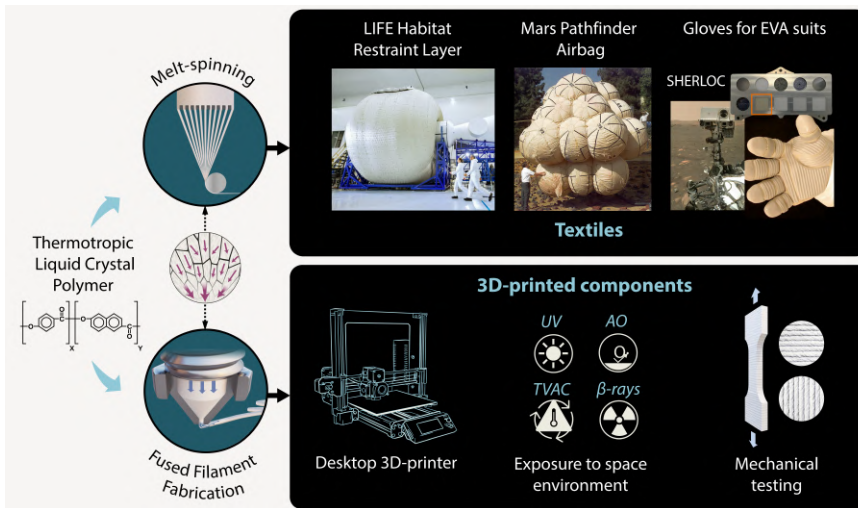 Melt-spinning
Thermotropic
Liquid Crystal
Polymer
O
C
O
X
O
C
O
Y
Fused Filament
Fabrication
LIFE Habitat
Restraint Layer
Mars Pathfinder
Airbag
Gloves for EVA suits
SHERLOC
Textiles
3D-printed components
UV
AO
TVAC
β-rays
Desktop 3D-printer
Exposure to space
environment
Mechanical
testing